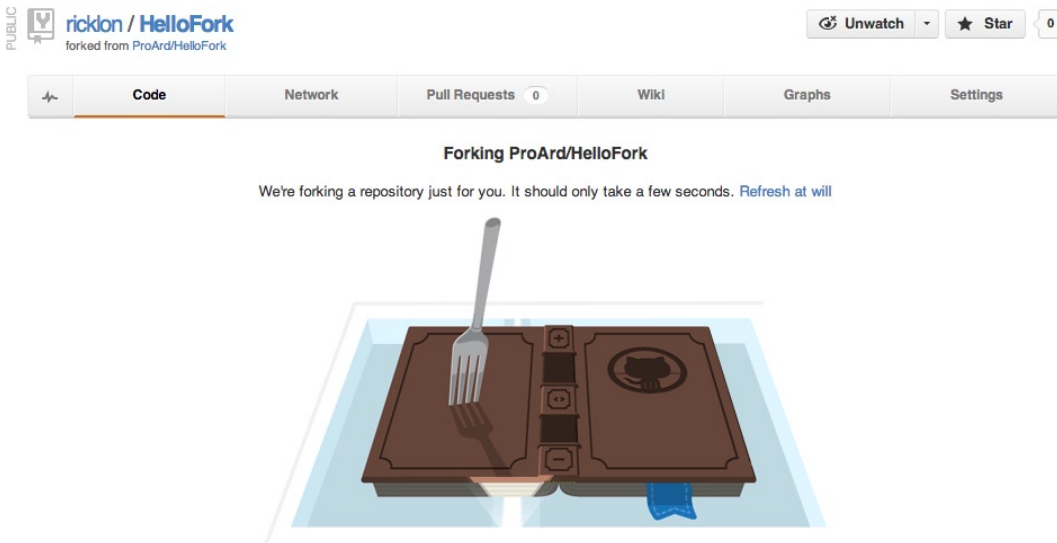 PUBLIC
ricklon / HelloFork
forked from ProArd/HelloFork
Unwatch
Star
0
Code
Network
Pull Requests 0
Wiki
Graphs
Settings
Forking ProArd/HelloFork
We're forking a repository just for you. It should only take a few seconds. Refresh at will